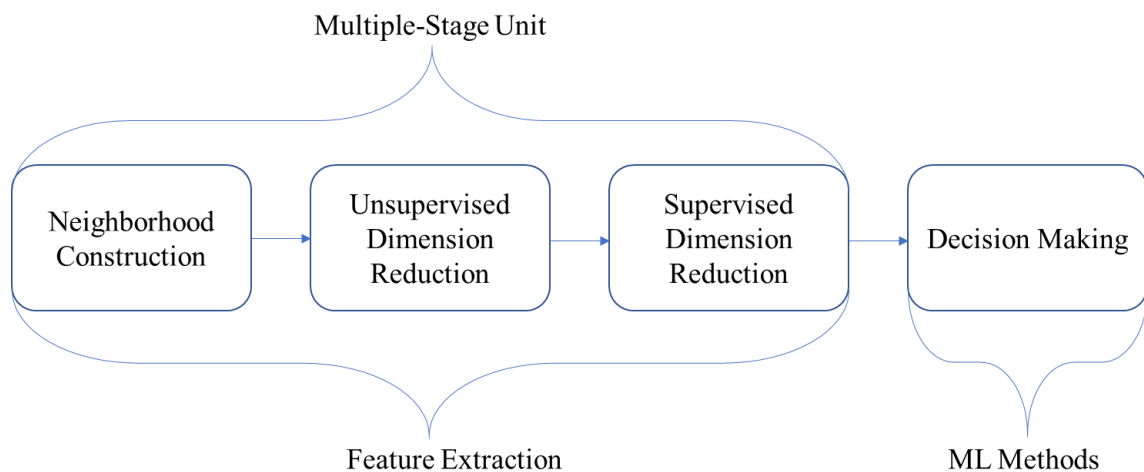 Multiple-Stage Unit
Neighborhood
Construction
Unsupervised
Dimension
Reduction
Supervised
Dimension
Reduction
Decision Making
Feature Extraction
ML Methods